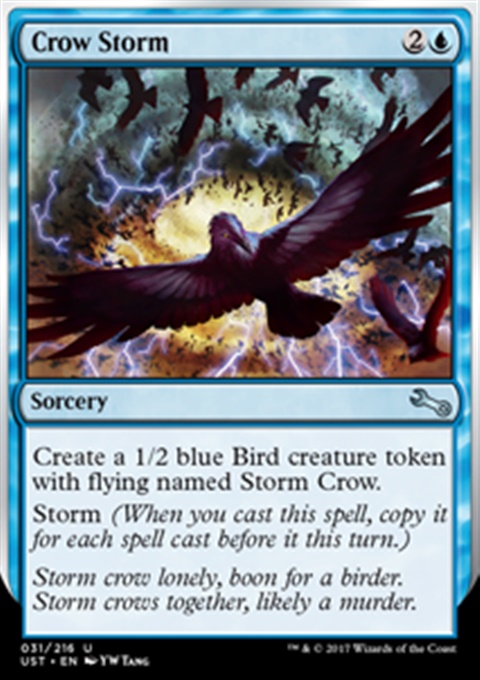 Crow Storm 2
Sorcery
Create a 1/2 blue Bird creature token
with flying named Storm Crow.
Storm (When you cast this spell, copy it
for each spell cast before it this turn.)
Storm crow lonely, boon for a birder.
Storm crows together, likely a murder.
031/216 U
™ & © 2017 Wizards of the Coast
UST • EN YW Tang